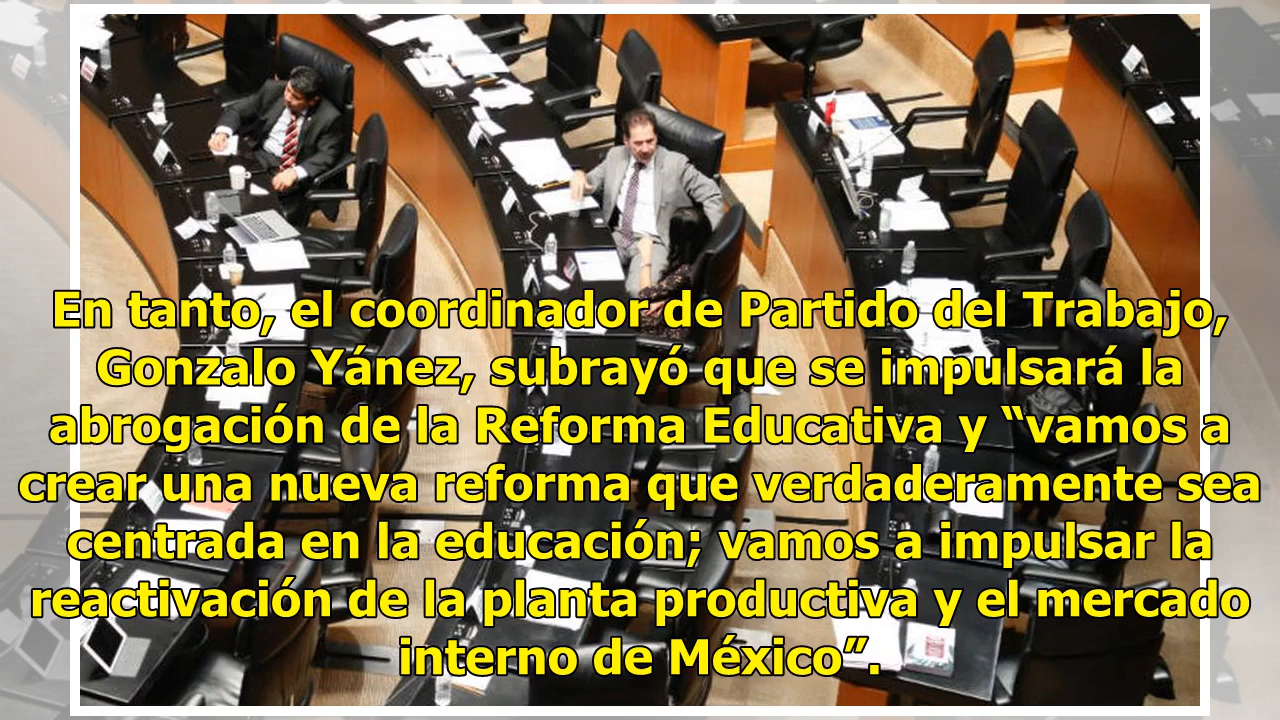 En tanto, el coordinador de Partido del Trabajo,
Gonzalo Yánez, subrayó que se impulsará la
abrogación de la Reforma Educativa y “vamos a
crear una nueva reforma que verdaderamente sea
centrada en la educación; vamos a impulsar la
reactivación de la planta productiva y el mercado
interno de México”.